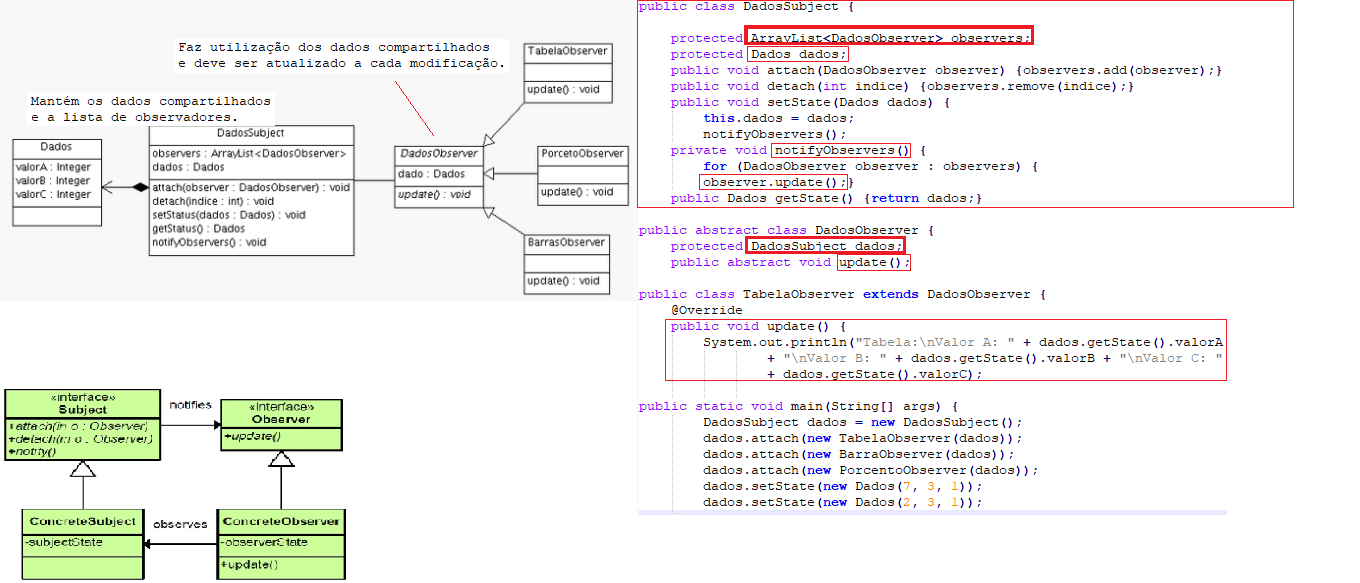 Faz utilização dos dados compartilhados
e deve ser atualizado a cada modificação.
Mantém os dados compartilhados
e a lista de observadores.
Dados
valorA : Integer
valorB : Integer
valorC : Integer
DadosSubject
observers : ArrayList<DadosObserver>
dados : Dados
attach(observer : DadosObserver) : void
detach(indice : int) : void
setStatus(dados : Dados) : void
getStatus() : Dados
notifyObservers() : void
DadosObserver
dado : Dados
update() : void
TabelaObserver
update() : void
PorcetoObserver
update() : void
BarrasObserver
update() : void
«interface»
Subject
+attach(in o : Observer)
+detach(in o : Observer)
+notify()
notifies
«interface»
Observer
+update()
ConcreteSubject
-subjectState
observes
ConcreteObserver
-observerState
+update()
public class DadosSubject {
protected ArrayList<DadosObserver> observers;
protected Dados dados;
public void attach(DadosObserver observer) {observers.add(observer);}
public void detach(int indice) {observers.remove(indice);}
public void setState(Dados dados) {
this.dados = dados;
notifyObservers();
private void notifyObservers() {
for (DadosObserver observer : observers) {
observer.update();}
public Dados getState() {return dados;}
public abstract class DadosObserver {
protected DadosSubject dados;
public abstract void update();
public class TabelaObserver extends DadosObserver {
@Override
public void update() {
System.out.println("Tabela:\nValor A: " + dados.getState().valorA
+ "\nValor B: " + dados.getState().valorB + "\nValor C: "
+ dados.getState().valorC);
public static void main(String[] args) {
DadosSubject dados = new DadosSubject();
dados.attach(new TabelaObserver(dados));
dados.attach(new BarraObserver(dados));
dados.attach(new PorcentoObserver(dados));
dados.setState(new Dados(7, 3, 1));
dados.setState(new Dados(2, 3, 1));